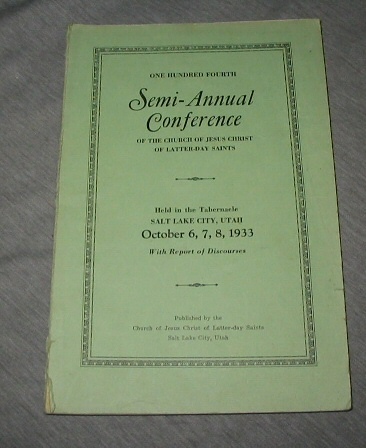 ONE HUNDRED FOURTH
Semi-Annual
Conference
OF THE CHURCH OF JESUS CHRIST
OF LATTER-DAY SAINTS
Held in the Tabernacle
SALT LAKE CITY, UTAH
October 6, 7, 8, 1933
With Report of Discourses
Published by the
Church of Jesus Christ of Latter-day Saints
Salt Lake City, Utah